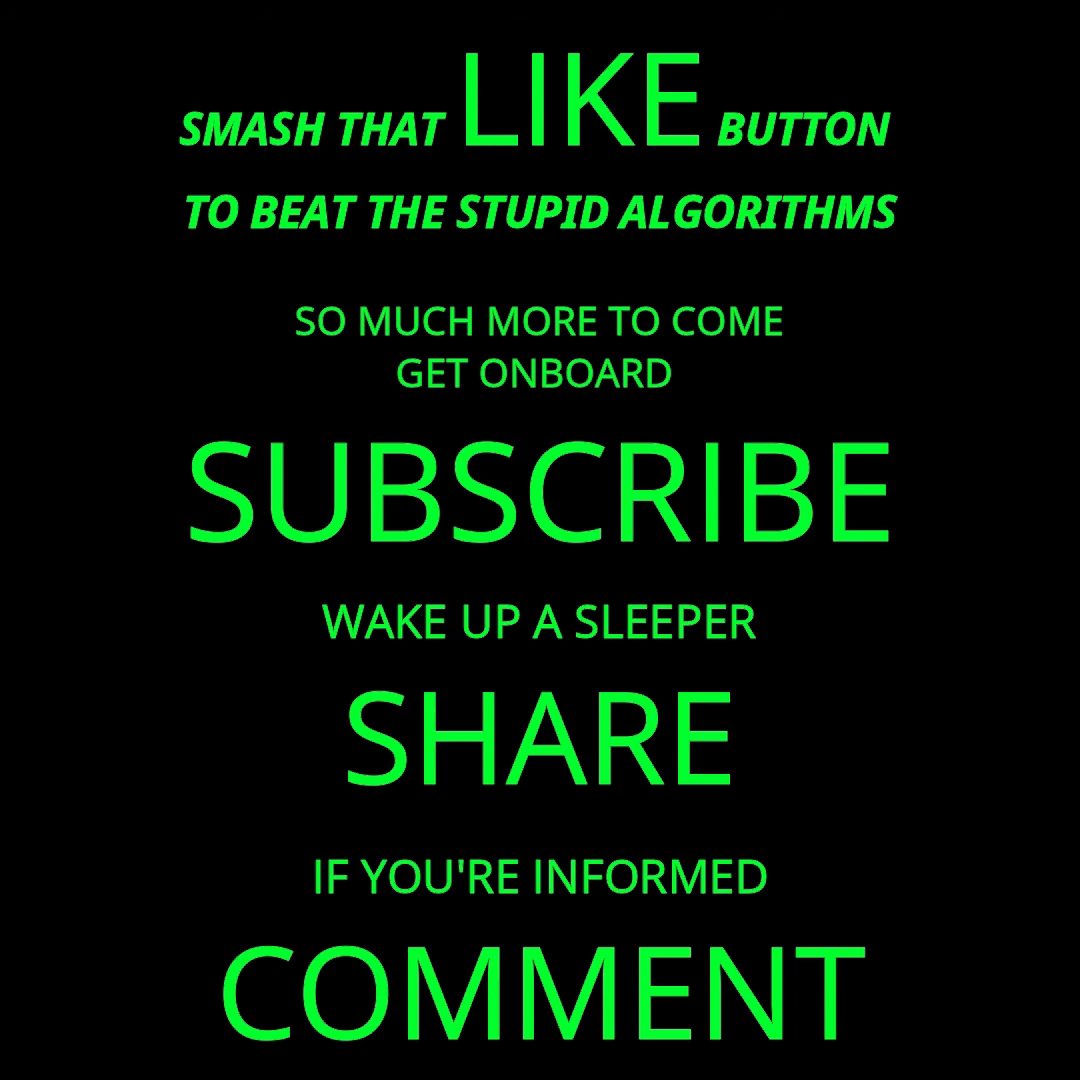 SMASH THAT LIKE BUTTON
TO BEAT THE STUPID ALGORITHMS
SO MUCH MORE TO COME
GET ONBOARD
SUBSCRIBE
WAKE UP A SLEEPER
SHARE
IF YOU'RE INFORMED
COMMENT